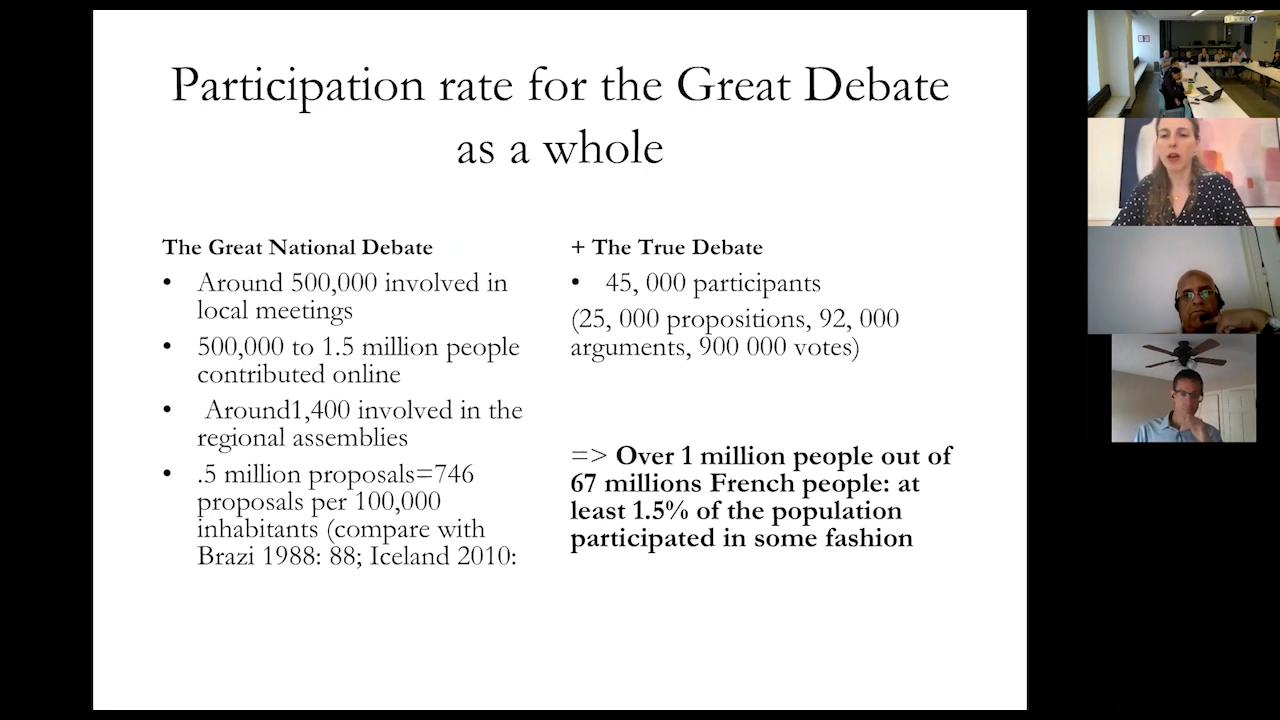 Participation rate for the Great Debate
as a whole
The Great National Debate
• Around 500,000 involved in
local meetings
• 500,000 to 1.5 million people
contributed online
• Around1,400 involved in the
regional assemblies
• .5 million proposals=746
proposals per 100,000
inhabitants (compare with
Brazi 1988: 88; Iceland 2010:
+ The True Debate
• 45, 000 participants
(25, 000 propositions, 92, 000
arguments, 900 000 votes)
=> Over 1 million people out of
67 millions French people: at
least 1.5% of the population
participated in some fashion